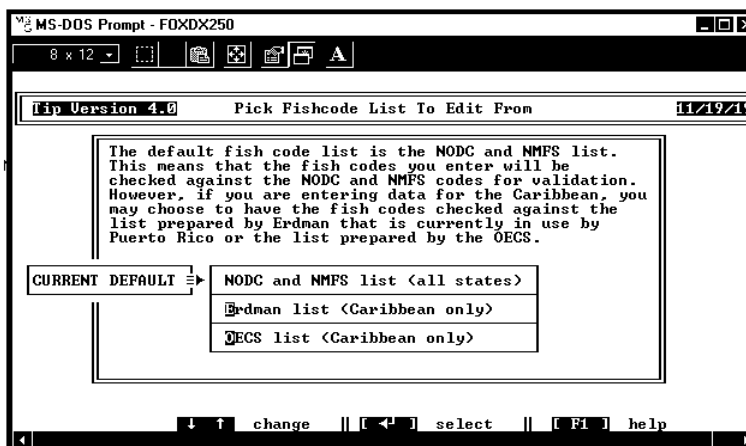 MS-DOS Prompt - FOXDX250
8 x 12 A
Tip Version 4.0 Pick Fishcode List To Edit From 11/19/19
The default fish code list is the NODC and NMFS list.
This means that the fish codes you enter will be
checked against the NODC and NMFS codes for validation.
However, if you are entering data for the Caribbean, you
may choose to have the fish codes checked against the
list prepared by Erdman that is currently in use by
Puerto Rico or the list prepared by the OECS.
CURRENT DEFAULT NODC and NMFS list (all states)
Erdman list (Caribbean only)
OECS list (Caribbean only)
↓ ↑ change ║ [ ◄┘ ] select ║ [ F1 ] help